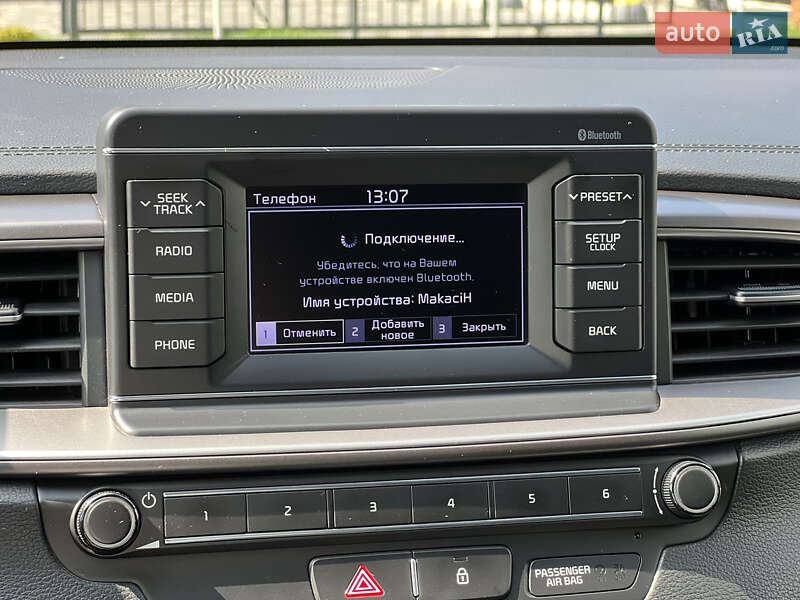 auto RIA.com
Bluetooth
SEEK
TRACK
RADIO
MEDIA
PHONE
Телефон 13:07
Подключение...
Убедитесь, что на Вашем
устройстве включен Bluetooth.
Имя устройства: MakaciH
1 Отменить 2 Добавить
новое 3 Закрыть
PRESET
SETUP
CLOCK
MENU
BACK
1 2 3 4 5 6
PASSENGER
AIR BAG